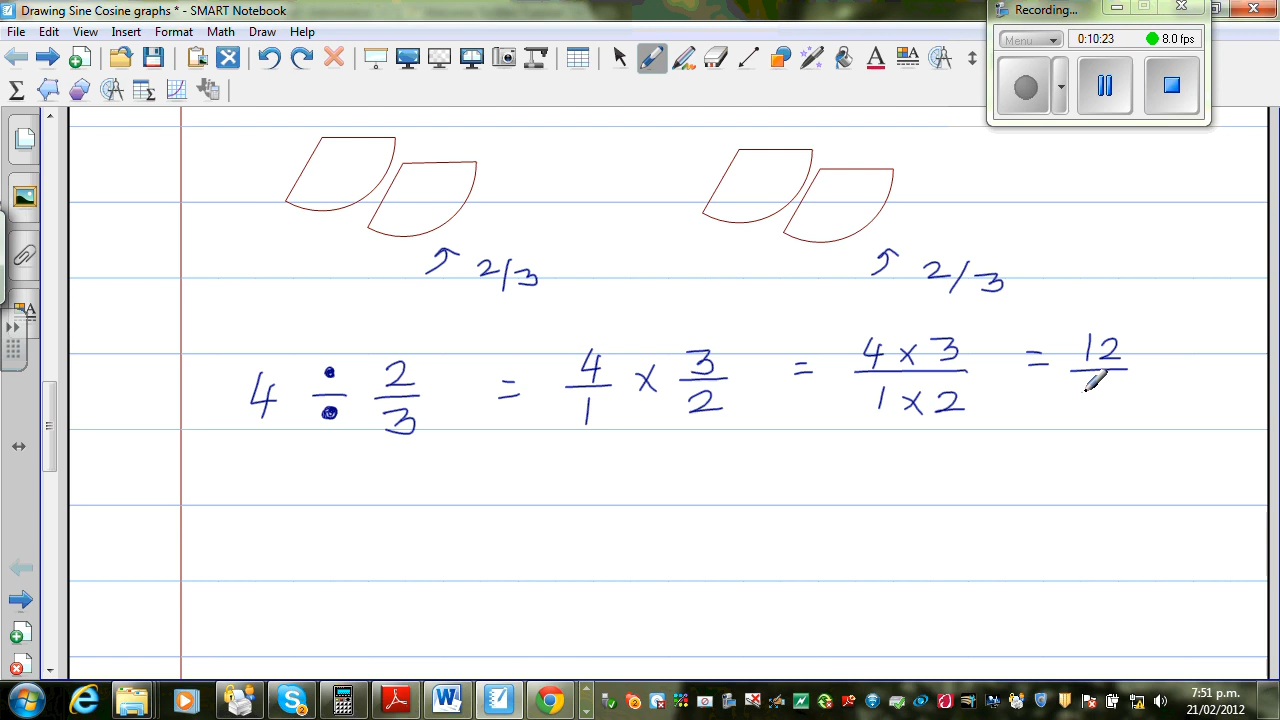 Drawing Sine Cosine graphs * - SMART Notebook
Recording...
File Edit View Insert Format Math Draw Help
Menu 0:10:23 8.0 fps
2/3 2/3
4 ÷ 2/3 = 4/1 x 3/2 = 4 x 3/1 x 2 = 12/
7:51 p.m.
21/02/2012